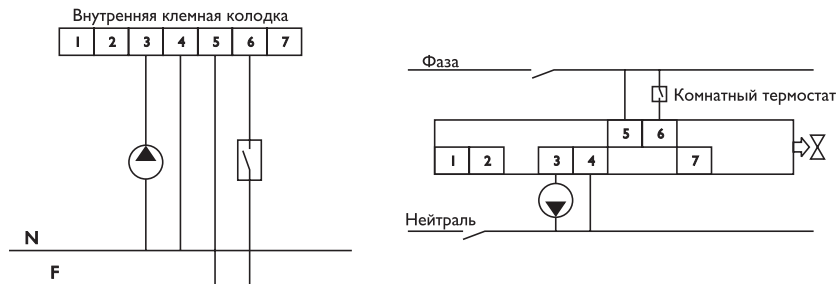 Внутренняя клемная колодка
1 2 3 4 5 6 7
N
F
Фаза
Комнатный термостат
5 6
1 2 3 4 7
Нейтраль